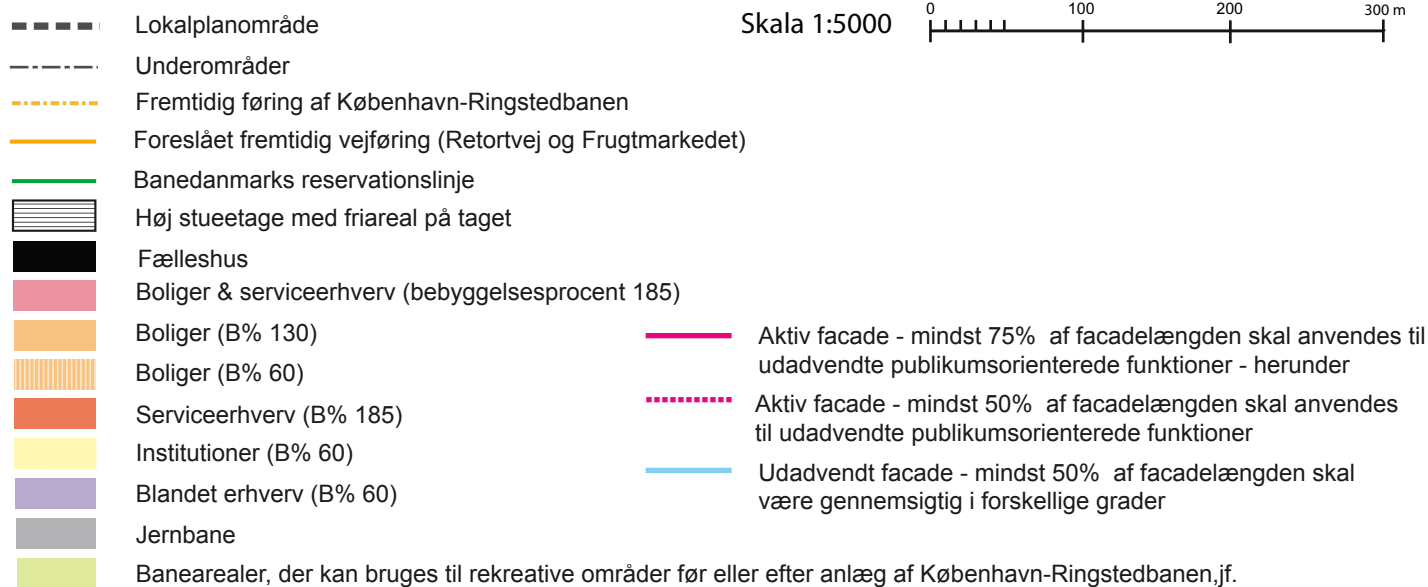 Lokalplanområde
Skala 1:5000
0 100 200 300 m
Underområder
Fremtidig føring af København-Ringstedbanen
Foreslået fremtidig vejføring (Retortvej og Frugtmarkedet)
Banedanmarks reservationslinje
Høj stueetage med friareal på taget
Fælleshus
Boliger & serviceerhverv (bebyggelsesprocent 185)
Boliger (B% 130)
Boliger (B% 60)
Serviceerhverv (B% 185)
Institutioner (B% 60)
Blandet erhverv (B% 60)
Jernbane
Banearealer, der kan bruges til rekreative områder før eller efter anlæg af København-Ringstedbanen,jf.
Aktiv facade - mindst 75% af facadelængden skal anvendes til
udadvendte publikumsorienterede funktioner - herunder
Aktiv facade - mindst 50% af facadelængden skal anvendes
til udadvendte publikumsorienterede funktioner
Udadvendt facade - mindst 50% af facadelængden skal
være gennemsigtig i forskellige grader